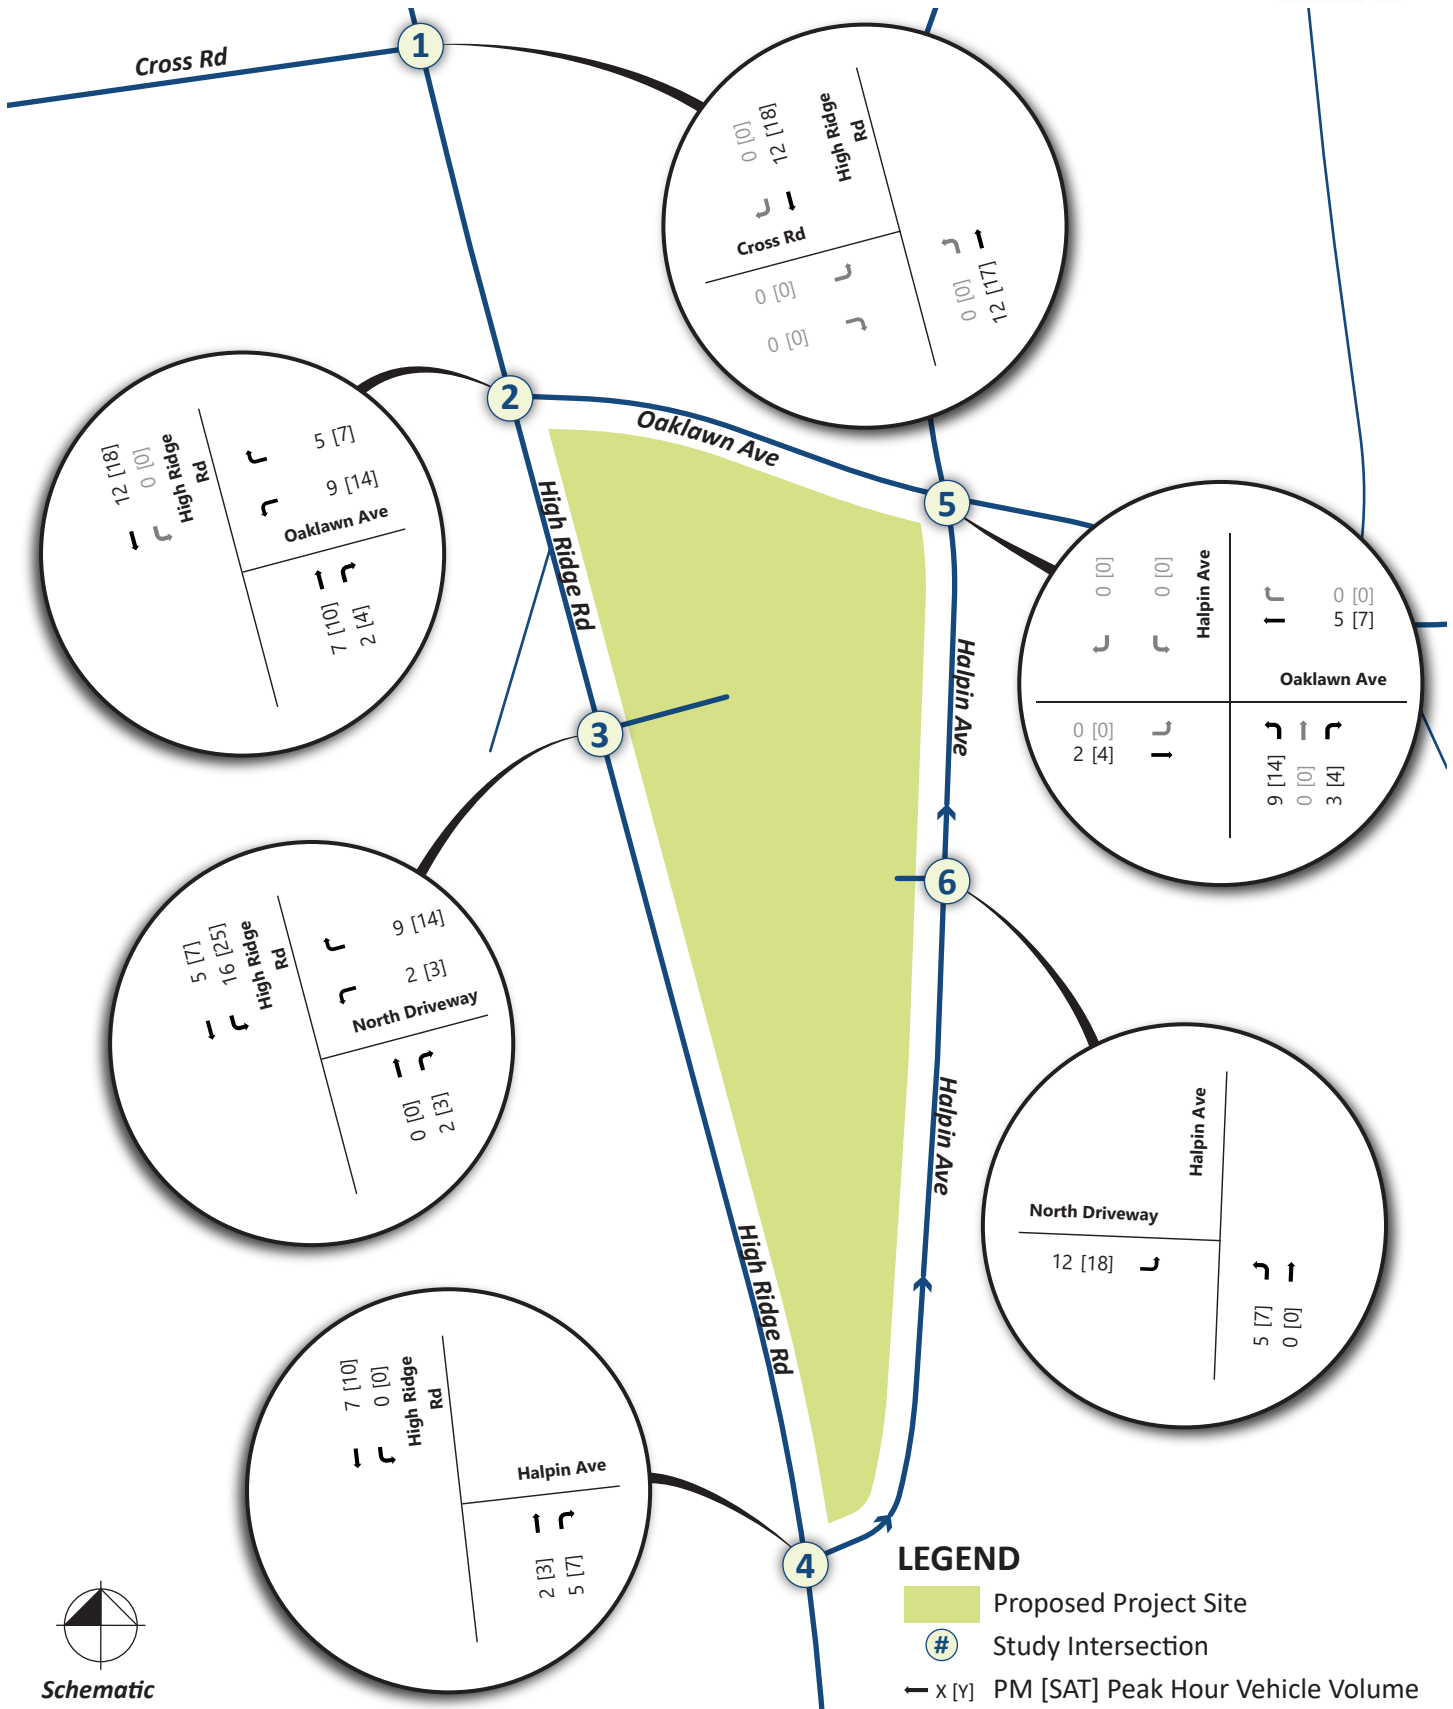 Cross Rd
1
0 [0]
12 [18]
High Ridge
Rd
Cross Rd
0 [0]
0 [0]
0 [0]
12 [17]
2
Oaklawn Ave
12 [18]
0 [0]
High Ridge
Rd
5 [7]
9 [14]
Oaklawn Ave
7 [10]
2 [4]
High Ridge Rd
5
0 [0]
0 [0]
Halpin Ave
0 [0]
5 [7]
Oaklawn Ave
0 [0]
2 [4]
9 [14]
0 [0]
3 [4]
Halpin Ave
3
5 [7]
16 [25]
High Ridge
Rd
9 [14]
2 [3]
North Driveway
0 [0]
2 [3]
6
Halpin Ave
Halpin Ave
North Driveway
12 [18]
5 [7]
0 [0]
High Ridge Rd
7 [10]
0 [0]
High Ridge
Rd
Halpin Ave
2 [3]
5 [7]
4
LEGEND
Proposed Project Site
# Study Intersection
X [Y] PM [SAT] Peak Hour Vehicle Volume
Schematic